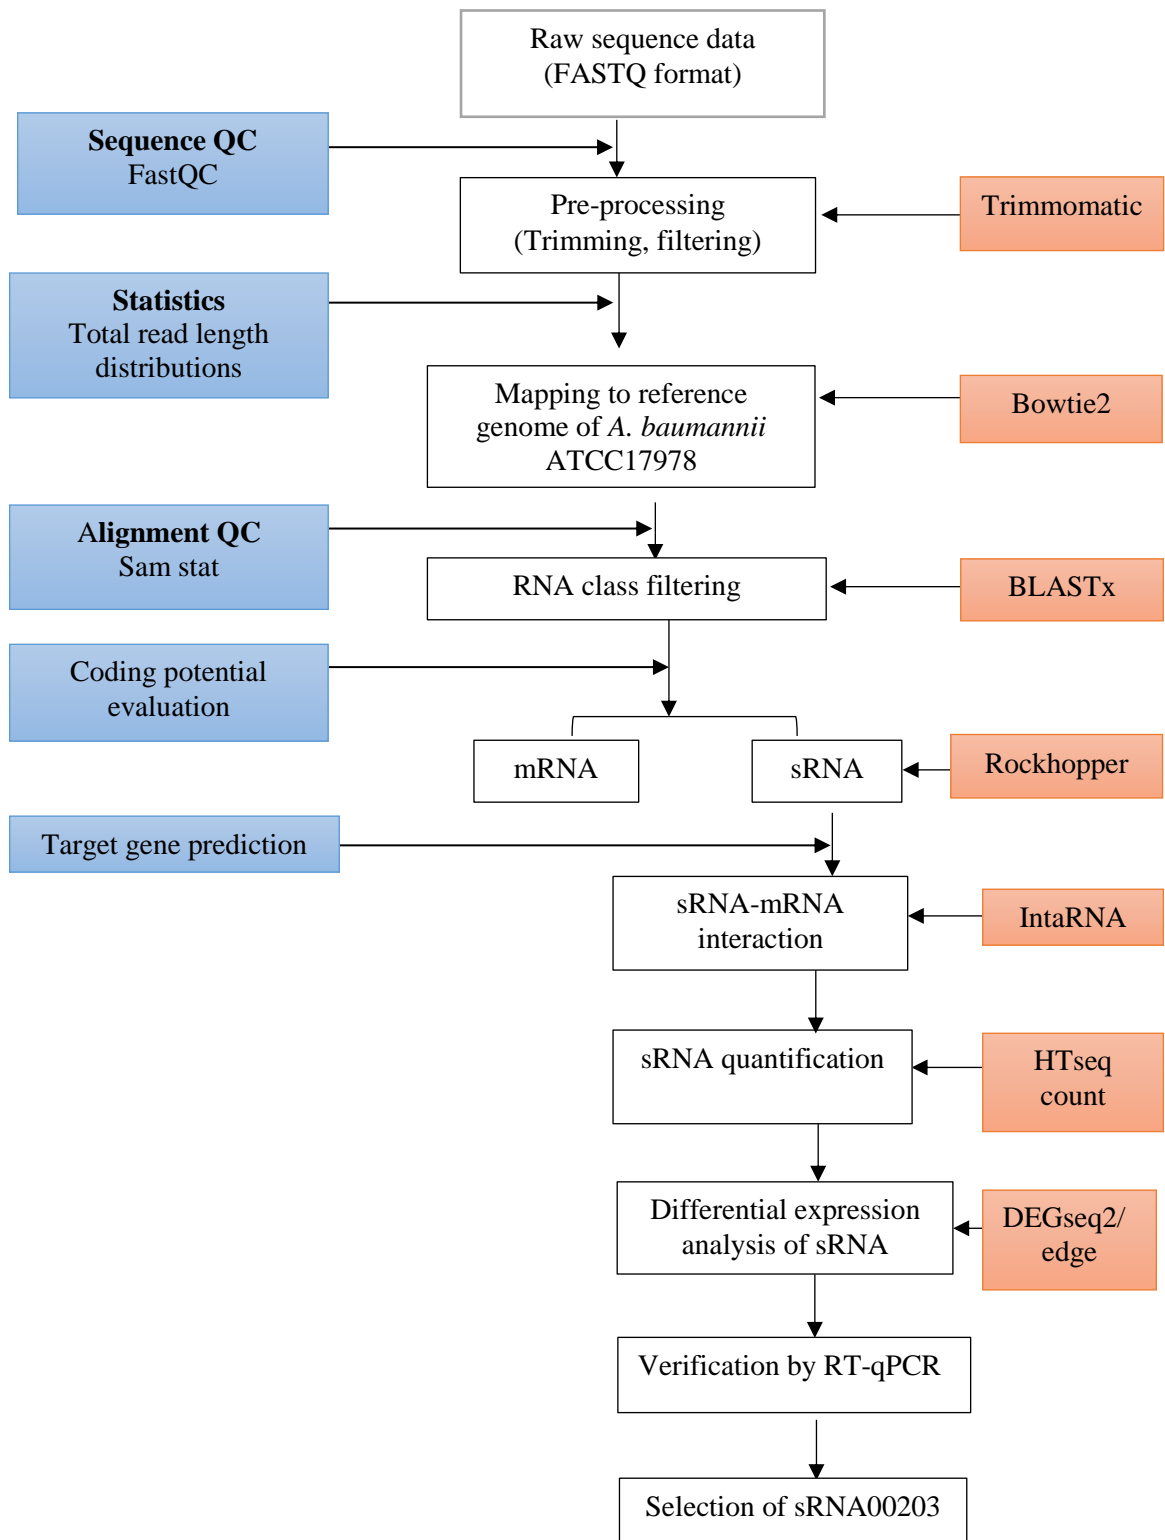 Raw sequence data
(FASTQ format)
Sequence QC
FastQC
Pre-processing
(Trimming, filtering)
Trimmomatic
Statistics
Total read length
distributions
Mapping to reference
genome of A. baumannii
ATCC17978
Bowtie2
Alignment QC
Sam stat
RNA class filtering
BLASTx
Coding potential
evaluation
mRNA
sRNA
Rockhopper
Target gene prediction
sRNA-mRNA
interaction
IntaRNA
sRNA quantification
HTseq
count
Differential expression
analysis of sRNA
DEGseq2/
edge
Verification by RT-qPCR
Selection of sRNA00203